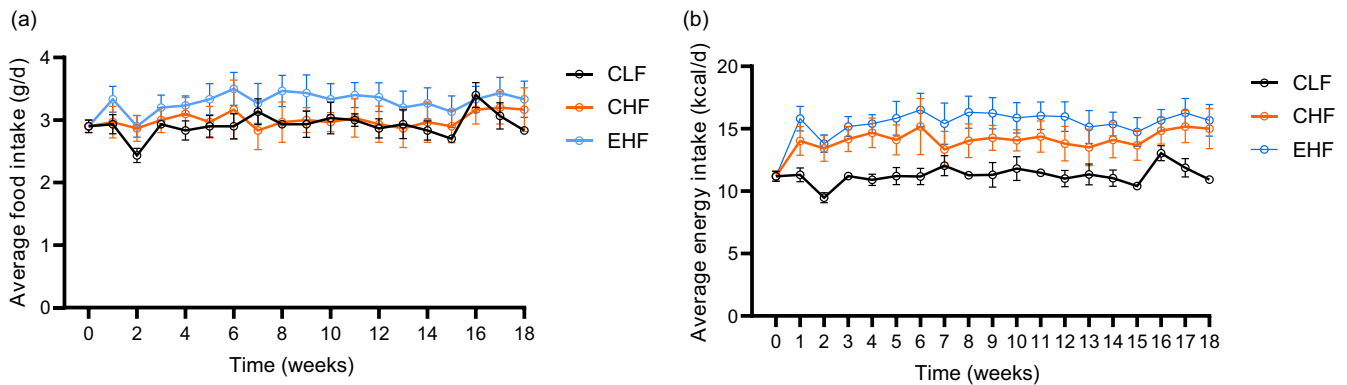 (a)
Average food intake (g/d)
4
3
2
1
0
0 2 4 6 8 10 12 14 16 18
Time (weeks)
CLF
CHF
EHF
(b)
Average energy intake (kcal/d)
20
15
10
5
0
0 1 2 3 4 5 6 7 8 9 10 11 12 13 14 15 16 17 18
Time (weeks)
CLF
CHF
EHF